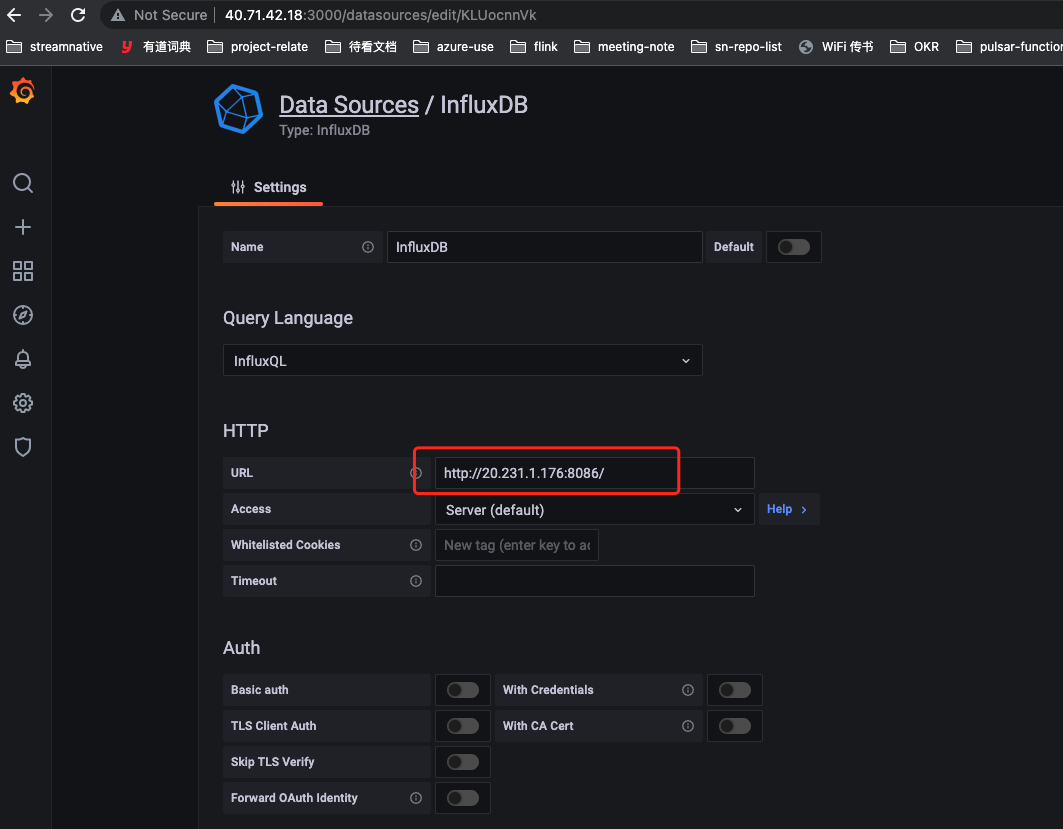 Not Secure | 40.71.42.18:3000/datasources/edit/KLUocnnVk
streamnative y 有道词典 project-relate 待看文档 azure-use flink meeting-note sn-repo-list WiFi 传书 OKR pulsar-function
Data Sources / InfluxDB
Type: InfluxDB
Settings
Name InfluxDB Default
Query Language
InfluxQL
HTTP
URL http://20.231.1.176:8086/
Access Server (default) Help >
Whitelisted Cookies New tag (enter key to ac
Timeout
Auth
Basic auth With Credentials
TLS Client Auth With CA Cert
Skip TLS Verify
Forward OAuth Identity